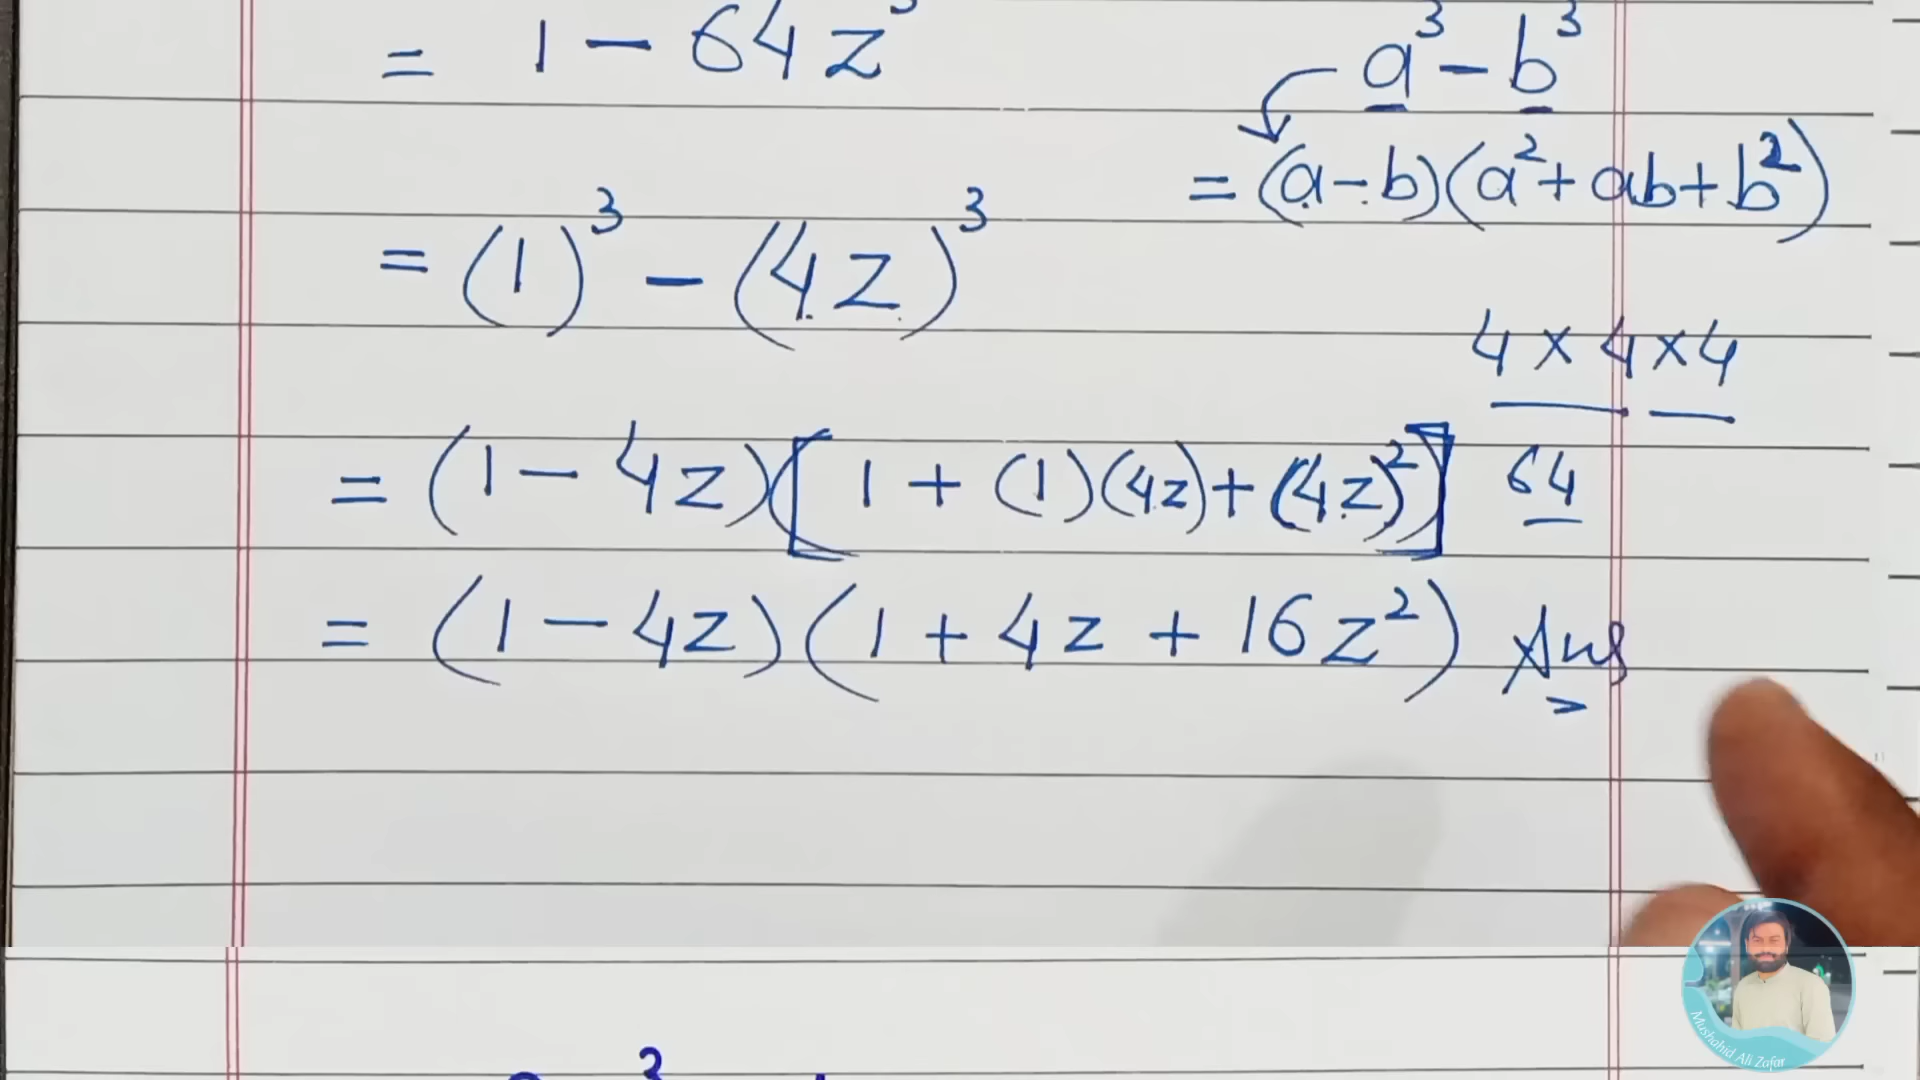 = 1 - 64z³
a³ - b³
= (a - b)(a² + ab + b²)
= (1)³ - (4z)³
4 × 4 × 4
64
= (1 - 4z)[1 + (1)(4z) + (4z)²]
= (1 - 4z)(1 + 4z + 16z²) Ans
Mushahid Ali Zafar